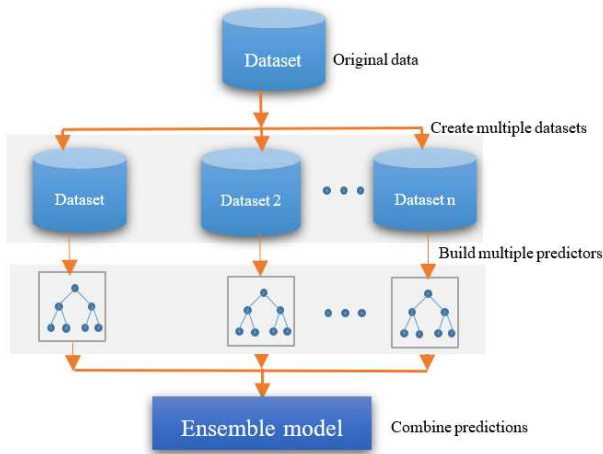 Dataset
Original data
Create multiple datasets
Dataset
Dataset 2
Dataset n
Build multiple predictors
Ensemble model
Combine predictions